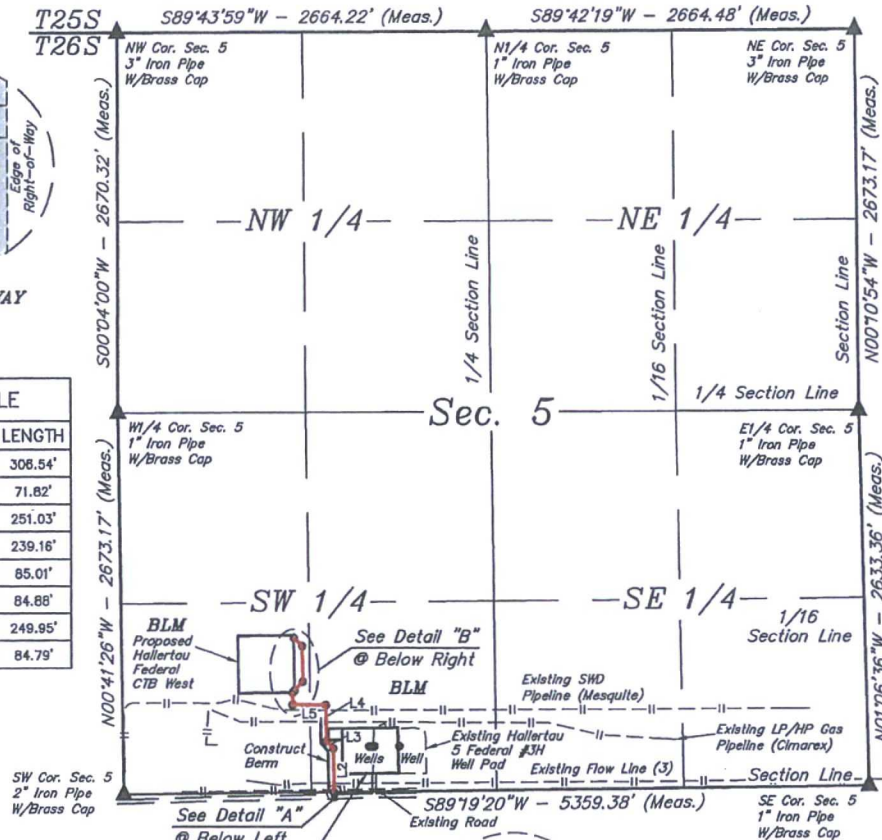 T25S
T26S
S89°43'59"W - 2664.22' (Meas.)
S89°42'19"W - 2664.48' (Meas.)
NW Cor. Sec. 5
3" Iron Pipe
W/Brass Cap
N1/4 Cor. Sec. 5
1" Iron Pipe
W/Brass Cap
NE Cor. Sec. 5
3" Iron Pipe
W/Brass Cap
Edge of
Right-of-Way
S00°04'00"W - 2670.32' (Meas.)
N00°10'54"W - 2673.17' (Meas.)
NW 1/4
NE 1/4
1/4 Section Line
1/16 Section Line
Section Line
1/4 Section Line
Sec. 5
LENGTH
308.54'
71.82'
251.03'
239.16'
85.01'
84.88'
249.95'
84.79'
W1/4 Cor. Sec. 5
1" Iron Pipe
W/Brass Cap
E1/4 Cor. Sec. 5
1" Iron Pipe
W/Brass Cap
N00°41'26"W - 2673.17' (Meas.)
SW 1/4
SE 1/4
1/16
Section Line
BLM
Proposed
Hallertau
Federal
CTB West
See Detail "B"
@ Below Right
BLM
Existing SWD
Pipeline (Mesquite)
L4
L5
L3
Construct
Berm
Wells
Well
Existing Hallertau
5 Federal #3H
Well Pad
Existing LP/HP Gas
Pipeline (Cimarex)
Existing Flow Line (3)
Section Line
SW Cor. Sec. 5
2" Iron Pipe
W/Brass Cap
See Detail "A"
@ Below Left
S89°19'20"W - 5359.38' (Meas.)
Existing Road
SE Cor. Sec. 5
1" Iron Pipe
W/Brass Cap